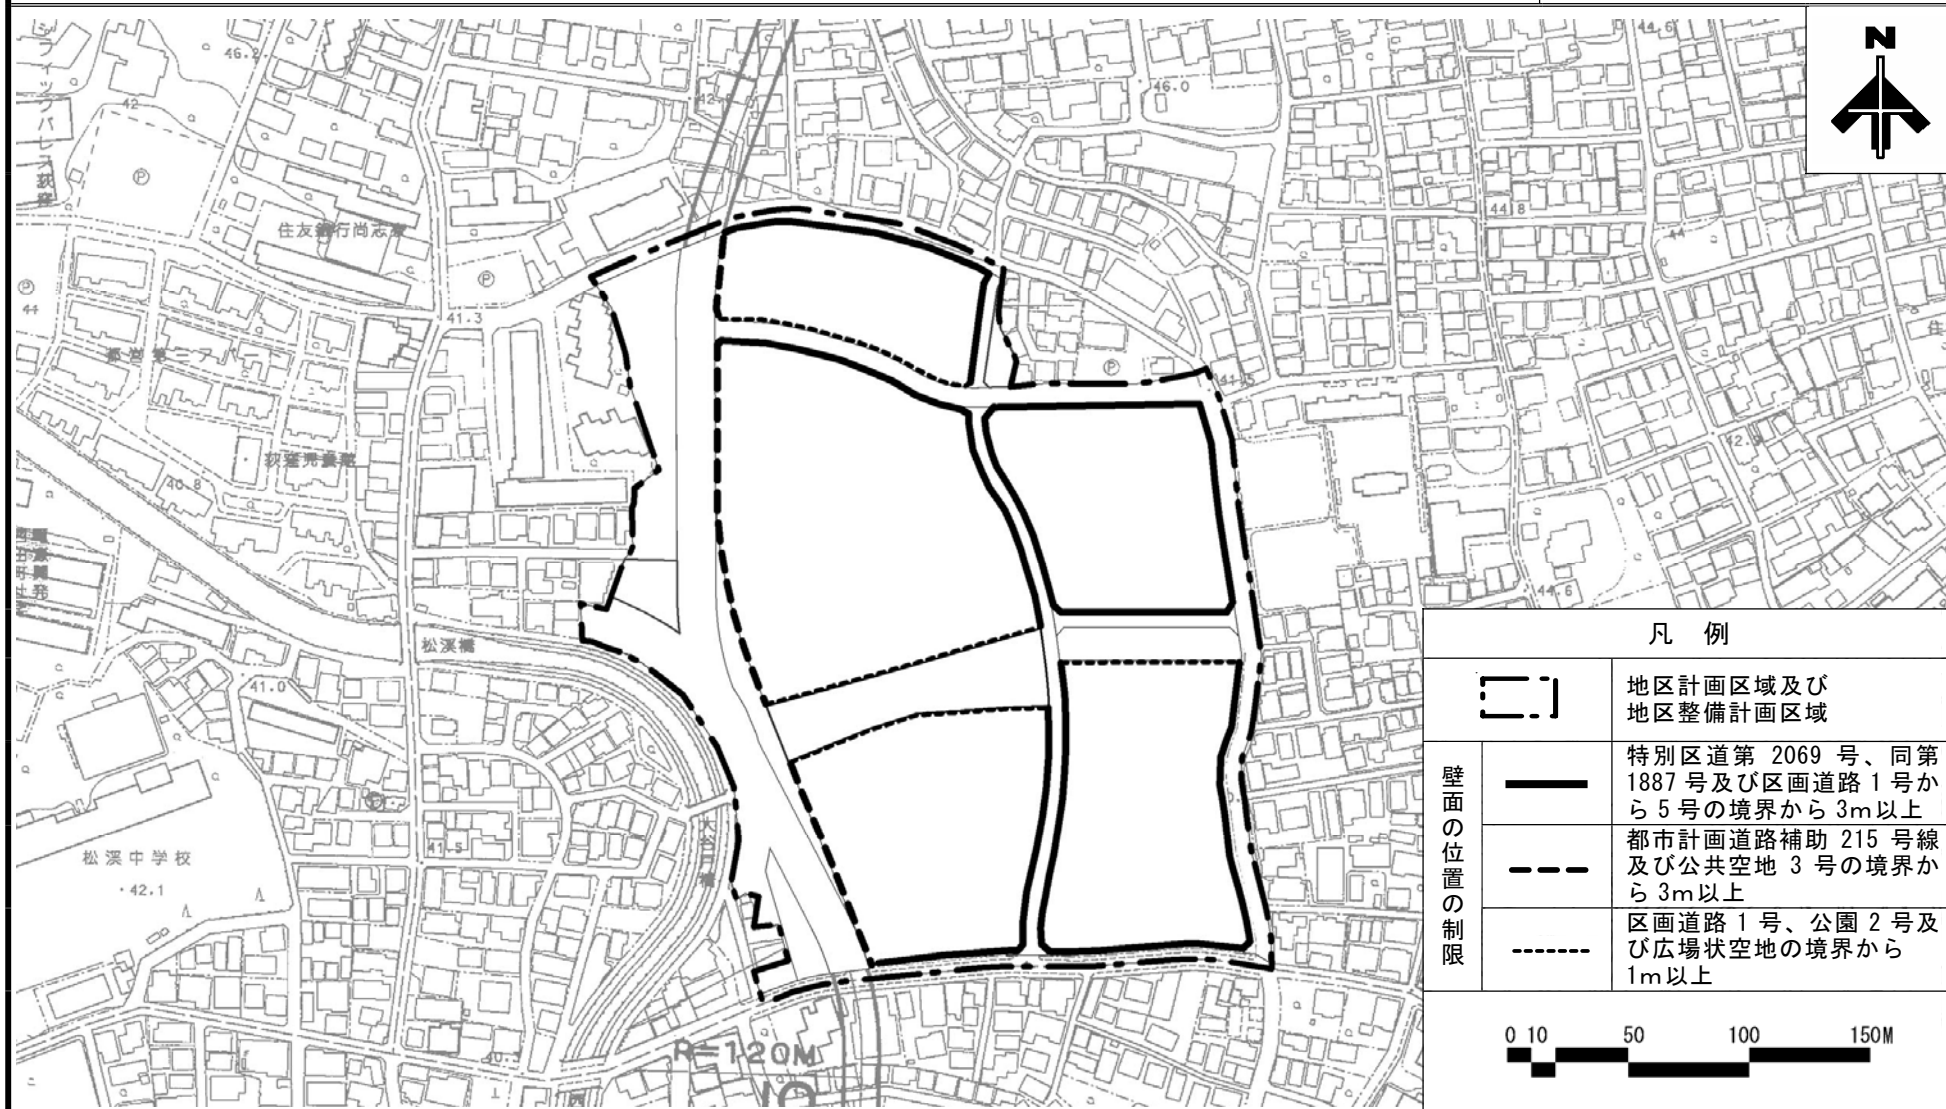 N
46.2
42
46.0
44.6
44.8
44
住友銀行尚志寮
P
P
P
44
41.3
P
都営第三アパート
荻窪児童館
40.8
42.9
44.6
松溪橋
41.0
大谷戸橋
41.5
松溪中学校
42.1
R=120M
凡 例
地区計画区域及び
地区整備計画区域
壁面の位置の制限
特別区道第 2069 号、同第
1887 号及び区画道路 1 号か
ら 5 号の境界から 3m以上
都市計画道路補助 215 号線
及び公共空地 3 号の境界か
ら 3m以上
区画道路 1 号、公園 2 号及
び広場状空地の境界から
1m以上
0 10 50 100 150M